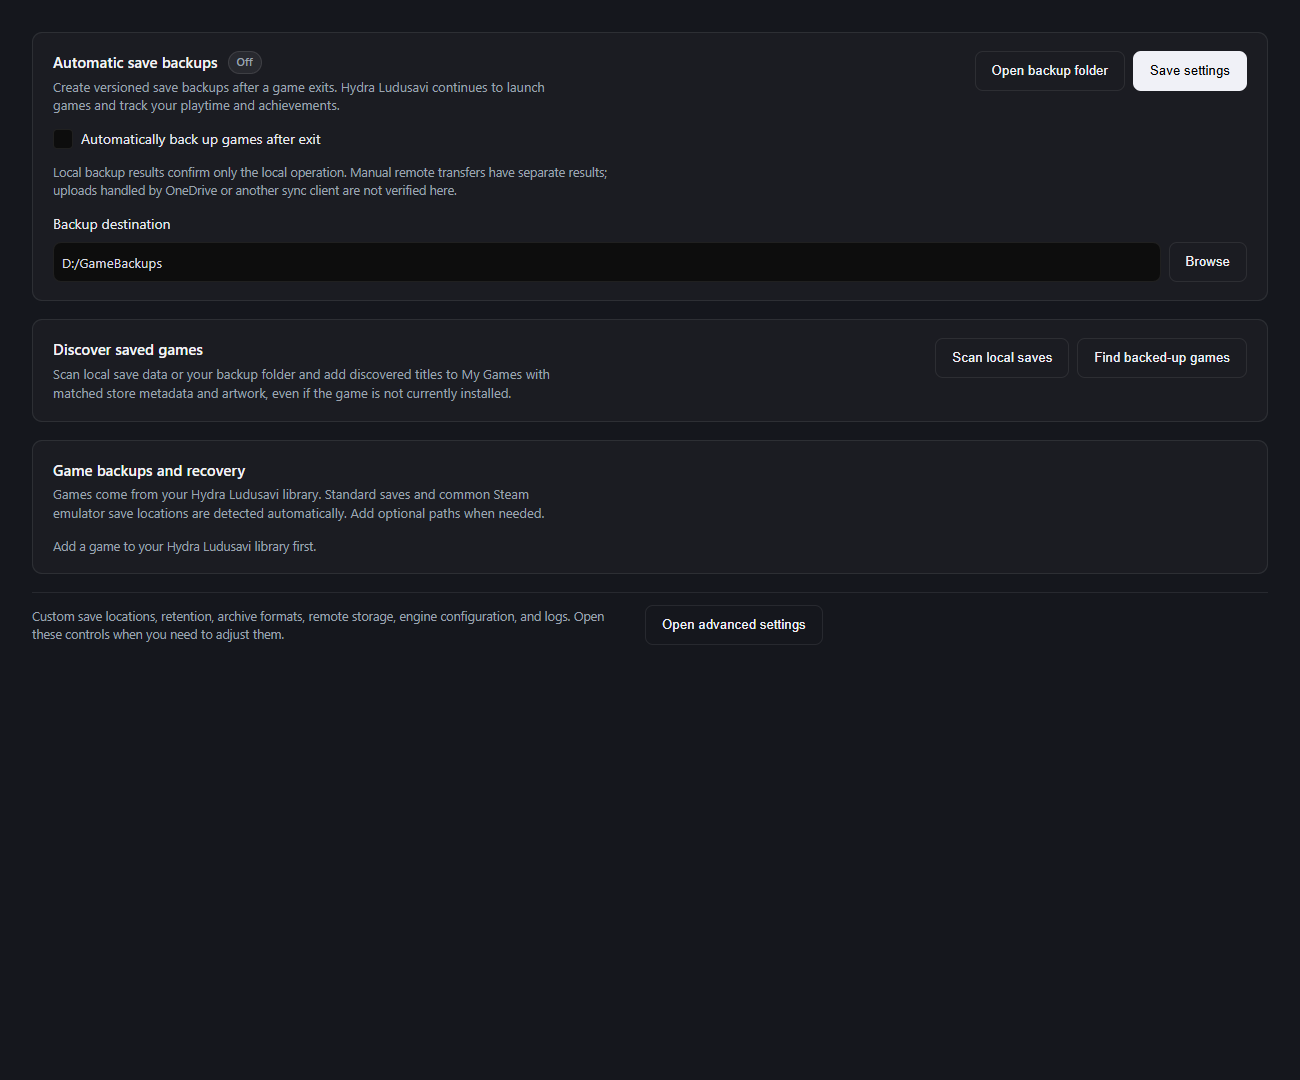 Automatic save backups Off
Open backup folder
Save settings
Create versioned save backups after a game exits. Hydra Ludusavi continues to launch
games and track your playtime and achievements.
Automatically back up games after exit
Local backup results confirm only the local operation. Manual remote transfers have separate results;
uploads handled by OneDrive or another sync client are not verified here.
Backup destination
D:/GameBackups
Browse
Discover saved games
Scan local saves
Find backed-up games
Scan local save data or your backup folder and add discovered titles to My Games with
matched store metadata and artwork, even if the game is not currently installed.
Game backups and recovery
Games come from your Hydra Ludusavi library. Standard saves and common Steam
emulator save locations are detected automatically. Add optional paths when needed.
Add a game to your Hydra Ludusavi library first.
Custom save locations, retention, archive formats, remote storage, engine configuration, and logs. Open
these controls when you need to adjust them.
Open advanced settings